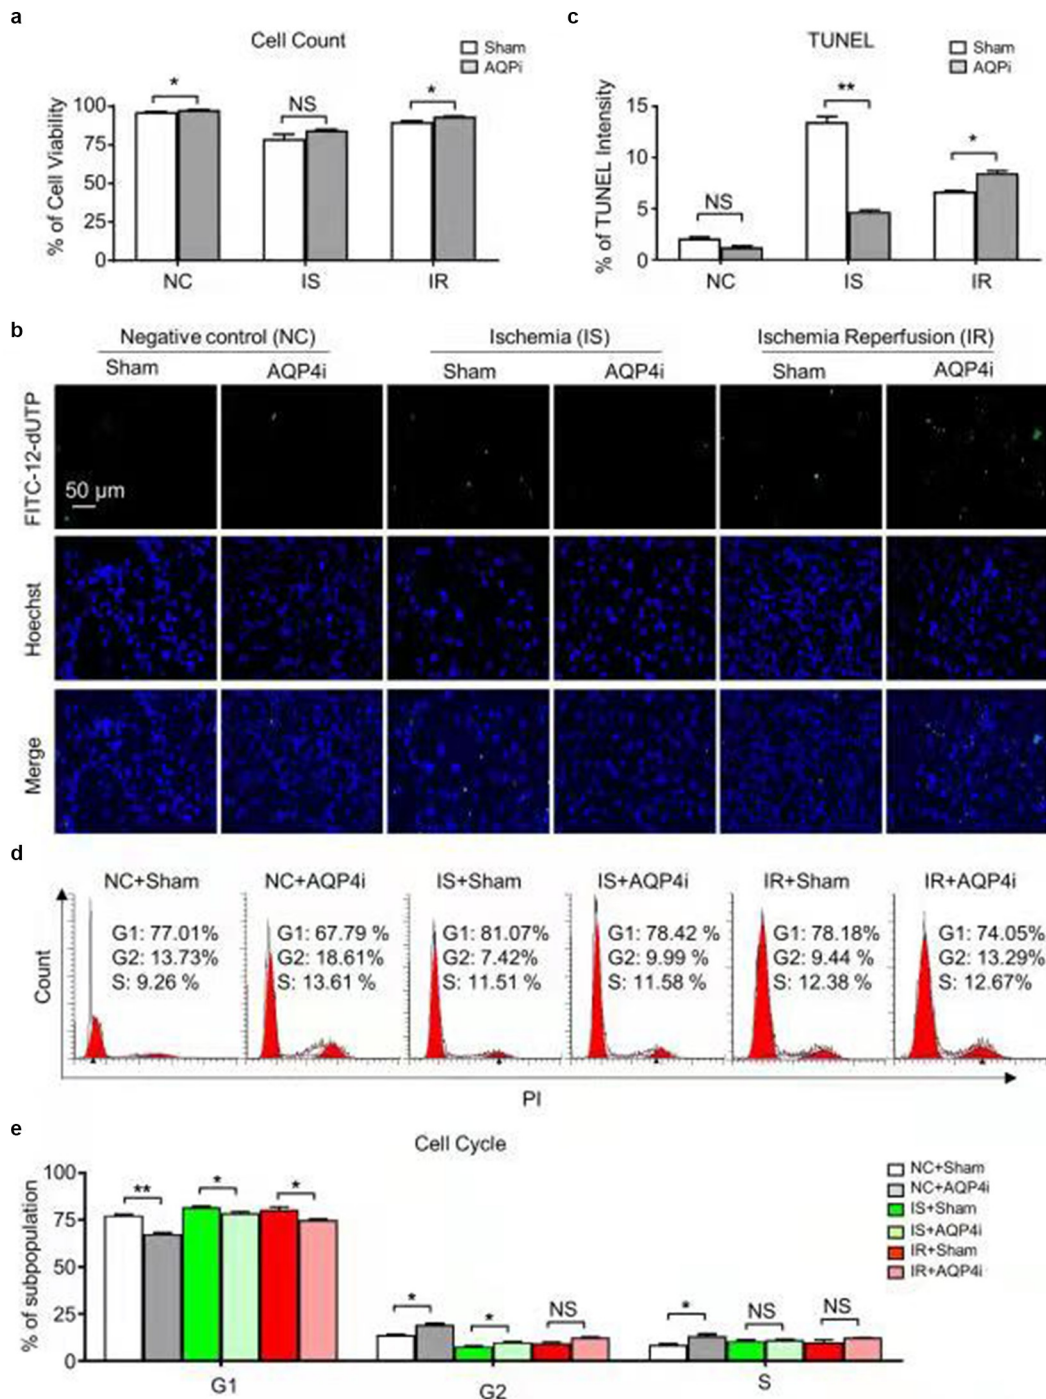 a
Cell Count
Sham
AQPi
% of Cell Viability
100
75
50
25
0
*
NS
*
NC
IS
IR
c
TUNEL
Sham
AQPi
% of TUNEL Intensity
15
10
5
0
NS
**
*
NC
IS
IR
b
Negative control (NC)
Ischemia (IS)
Ischemia Reperfusion (IR)
Sham
AQP4i
Sham
AQP4i
Sham
AQP4i
FITC-12-dUTP
50 μm
Hoechst
Merge
d
NC+Sham
NC+AQP4i
IS+Sham
IS+AQP4i
IR+Sham
IR+AQP4i
Count
G1: 77.01%
G2: 13.73%
S: 9.26 %
G1: 67.79 %
G2: 18.61%
S: 13.61 %
G1: 81.07%
G2: 7.42%
S: 11.51 %
G1: 78.42 %
G2: 9.99 %
S: 11.58 %
G1: 78.18%
G2: 9.44 %
S: 12.38 %
G1: 74.05%
G2: 13.29%
S: 12.67%
PI
e
Cell Cycle
% of subpopulation
100
75
50
25
0
**
*
*
*
*
NS
*
NS
NS
G1
G2
S
NC+Sham
NC+AQP4i
IS+Sham
IS+AQP4i
IR+Sham
IR+AQP4i